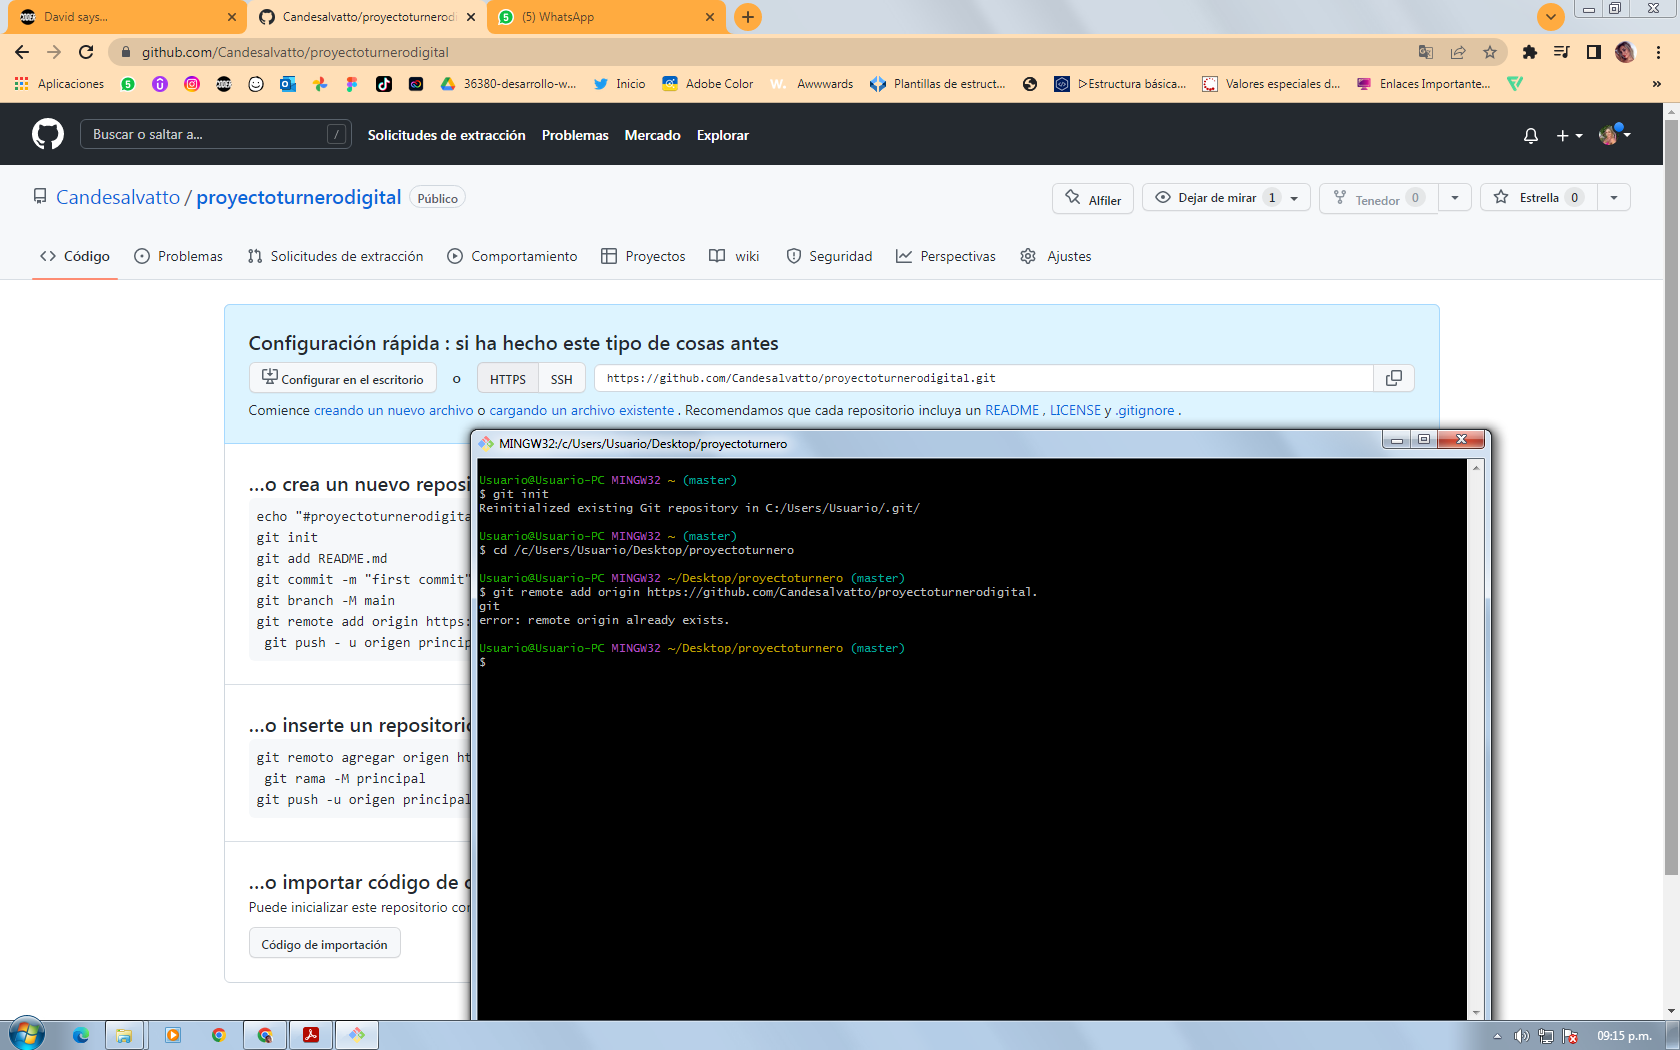 David says...
Candesalvatto/proyectoturnerodi
(5) WhatsApp
github.com/Candesalvatto/proyectoturnerodigital
Aplicaciones
36380-desarrollo-w...
Inicio
Adobe Color
Awwwards
Plantillas de estruct...
▷Estructura básica...
Valores especiales d...
Enlaces Importante...
»
Buscar o saltar a...
/
Solicitudes de extracción
Problemas
Mercado
Explorar
Candesalvatto / proyectoturnerodigital
Público
Alfiler
Dejar de mirar 1
Tenedor 0
Estrella 0
Código
Problemas
Solicitudes de extracción
Comportamiento
Proyectos
wiki
Seguridad
Perspectivas
Ajustes
Configuración rápida : si ha hecho este tipo de cosas antes
Configurar en el escritorio
o
HTTPS
SSH
https://github.com/Candesalvatto/proyectoturnerodigital.git
Comience creando un nuevo archivo o cargando un archivo existente . Recomendamos que cada repositorio incluya un README , LICENSE y .gitignore .
...o crea un nuevo reposi
echo "#proyectoturnerodigita
git init
git add README.md
git commit -m "first commit"
git branch -M main
git remote add origin https:
git push - u origen princip
...o inserte un repositorio
git remoto agregar origen ht
git rama -M principal
git push -u origen principal
...o importar código de
Puede inicializar este repositorio con
Código de importación
MINGW32:/c/Users/Usuario/Desktop/proyectoturnero
Usuario@Usuario-PC MINGW32 ~ (master)
$ git init
Reinitialized existing Git repository in C:/Users/Usuario/.git/
Usuario@Usuario-PC MINGW32 ~ (master)
$ cd /c/Users/Usuario/Desktop/proyectoturnero
Usuario@Usuario-PC MINGW32 ~/Desktop/proyectoturnero (master)
$ git remote add origin https://github.com/Candesalvatto/proyectoturnerodigital.
git
error: remote origin already exists.
Usuario@Usuario-PC MINGW32 ~/Desktop/proyectoturnero (master)
$
09:15 p.m.